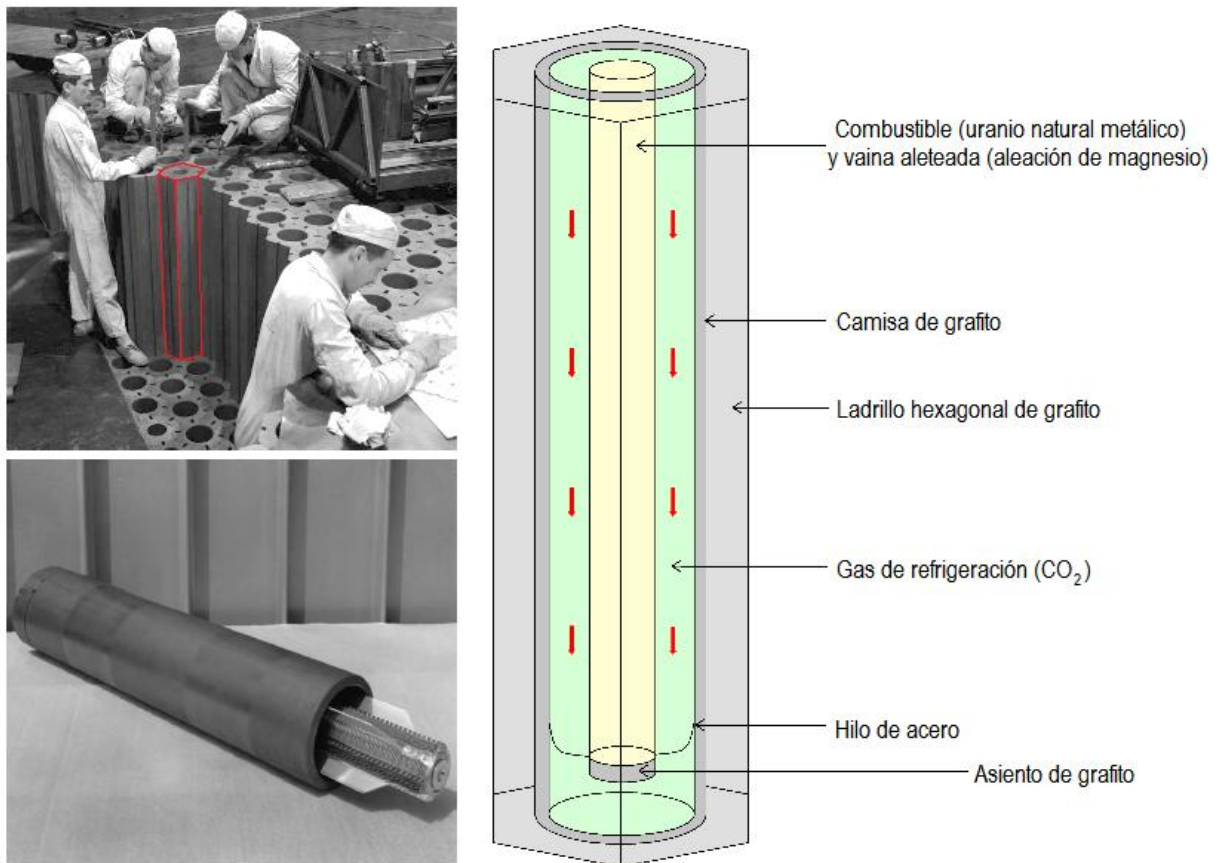 Combustible (uranio natural metálico)
y vaina aleteada (aleación de magnesio)
Camisa de grafito
Ladrillo hexagonal de grafito
Gas de refrigeración (CO₂)
Hilo de acero
Asiento de grafito